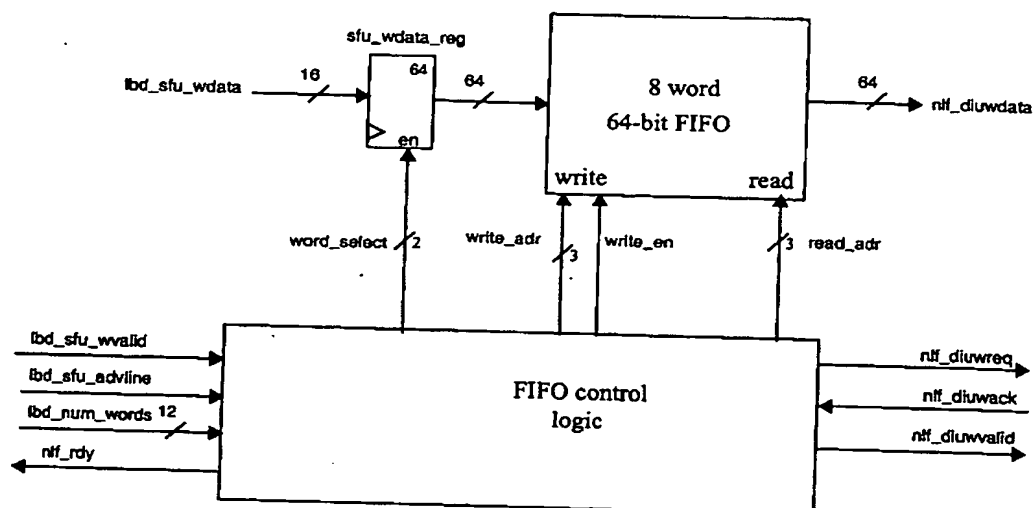 sfu_wdata_reg
lbd_sfu_wdata
16
64
en
64
8 word
64-bit FIFO
write
read
64
nlf_diuwdata
word_select
2
write_adr
3
write_en
3
read_adr
lbd_sfu_wvalid
lbd_sfu_advline
lbd_num_words
12
nlf_rdy
FIFO control
logic
nlf_diuwreq
nlf_diuwack
nlf_diuwvalid